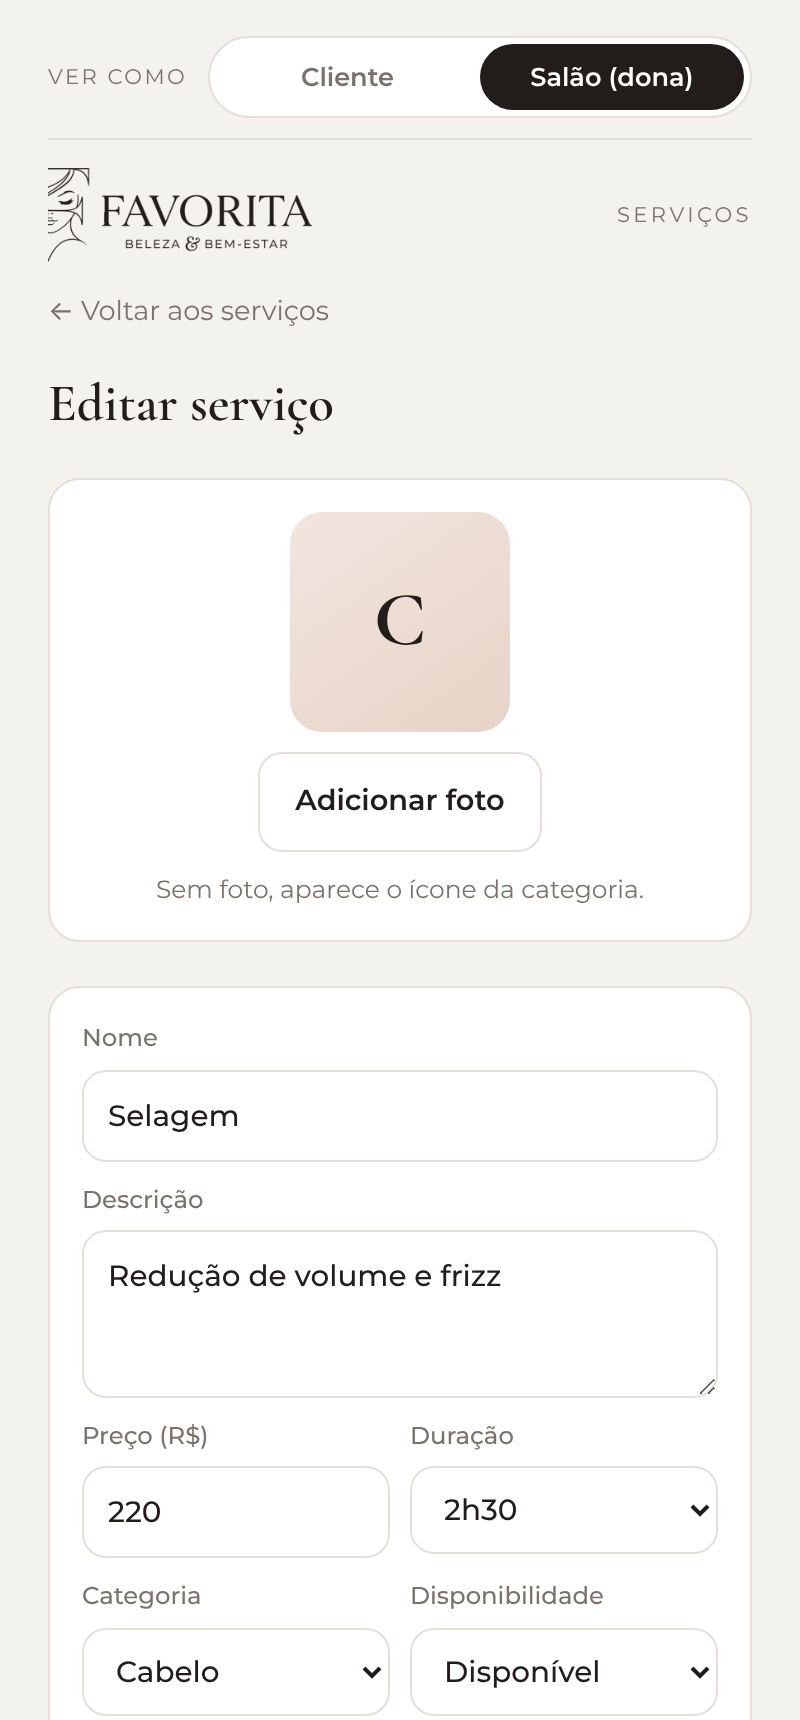 VER COMO
Cliente
Salão (dona)
FAVORITA
BELEZA & BEM-ESTAR
SERVIÇOS
← Voltar aos serviços
Editar serviço
C
Adicionar foto
Sem foto, aparece o ícone da categoria.
Nome
Selagem
Descrição
Redução de volume e frizz
Preço (R$)
Duração
220
2h30
Categoria
Disponibilidade
Cabelo
Disponível